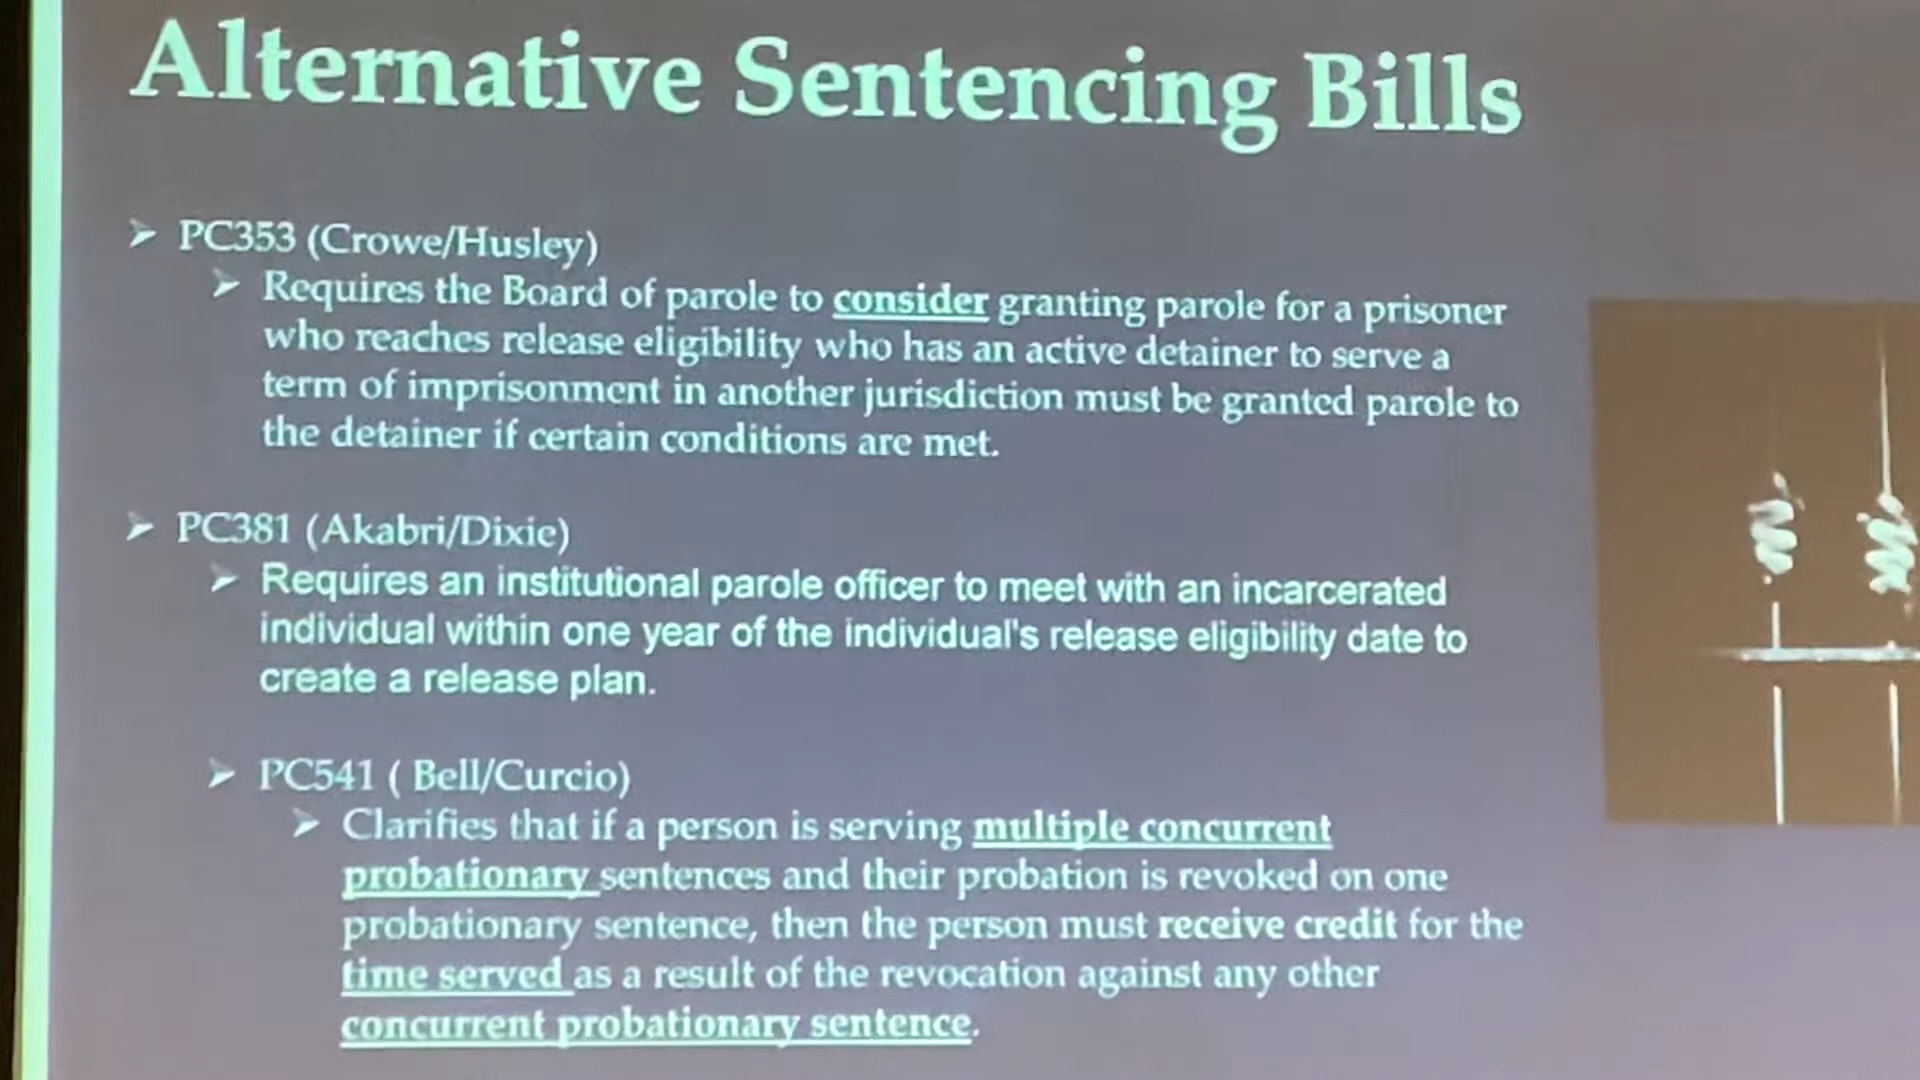 Alternative Sentencing Bills
PC353 (Crowe/Husley)
Requires the Board of parole to consider granting parole for a prisoner
who reaches release eligibility who has an active detainer to serve a
term of imprisonment in another jurisdiction must be granted parole to
the detainer if certain conditions are met.
PC381 (Akabri/Dixie)
Requires an institutional parole officer to meet with an incarcerated
individual within one year of the individual's release eligibility date to
create a release plan.
PC541 ( Bell/Curcio)
Clarifies that if a person is serving multiple concurrent
probationary sentences and their probation is revoked on one
probationary sentence, then the person must receive credit for the
time served as a result of the revocation against any other
concurrent probationary sentence.